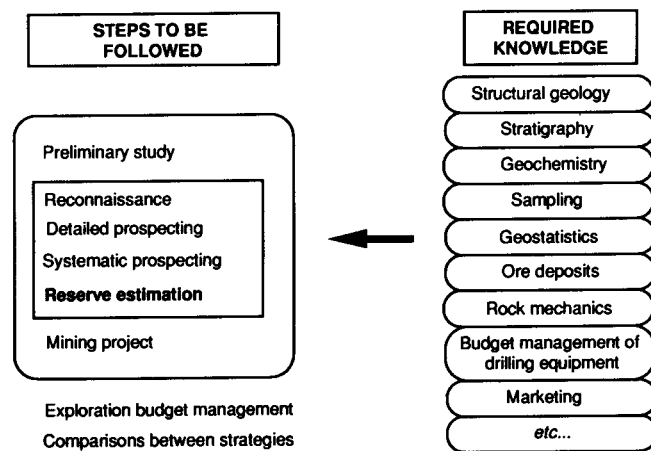 STEPS TO BE
FOLLOWED
Preliminary study
Reconnaissance
Detailed prospecting
Systematic prospecting
Reserve estimation
Mining project
Exploration budget management
Comparisons between strategies
REQUIRED
KNOWLEDGE
Structural geology
Stratigraphy
Geochemistry
Sampling
Geostatistics
Ore deposits
Rock mechanics
Budget management of
drilling equipment
Marketing
etc...